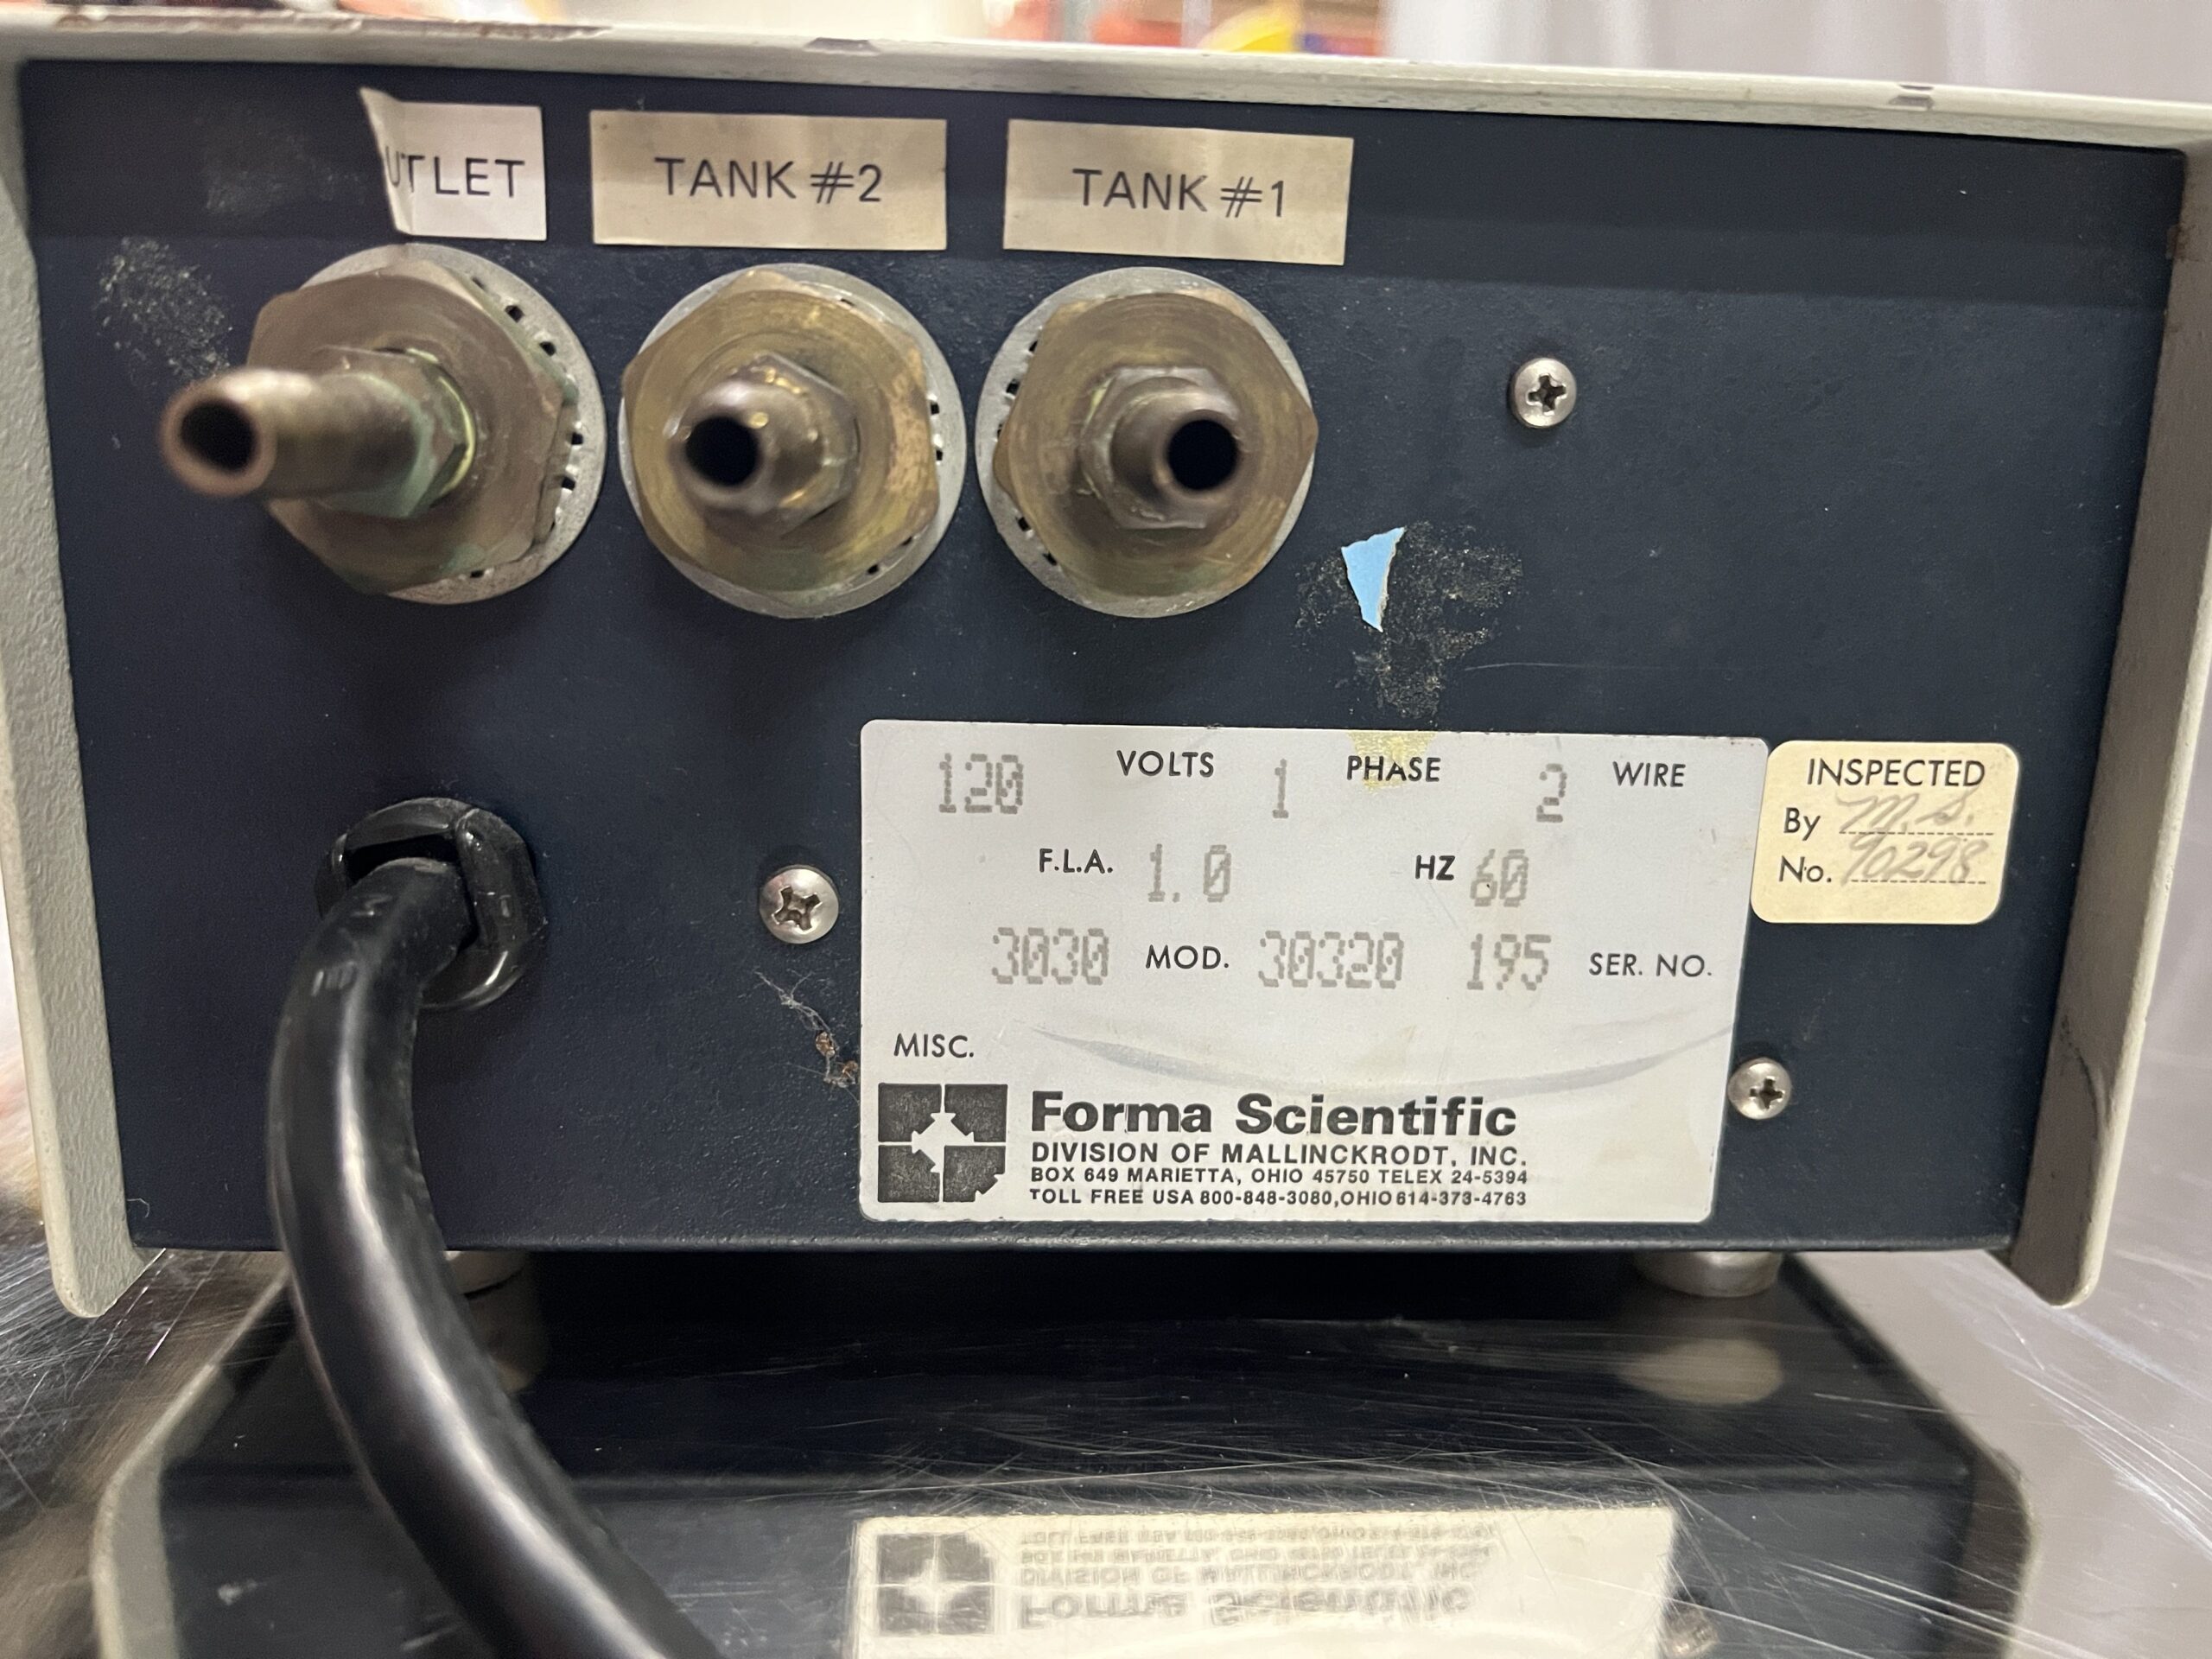 UTLET
TANK #2
TANK #1
120 VOLTS 1 PHASE 2 WIRE
F.L.A. 1.0 HZ 60
3030 MOD. 30320 195 SER. NO.
MISC.
Forma Scientific
DIVISION OF MALLINCKRODT, INC.
BOX 649 MARIETTA, OHIO 45750 TELEX 24-5394
TOLL FREE USA 800-848-3080, OHIO 614-373-4763
INSPECTED
By M.S.
No. 90298